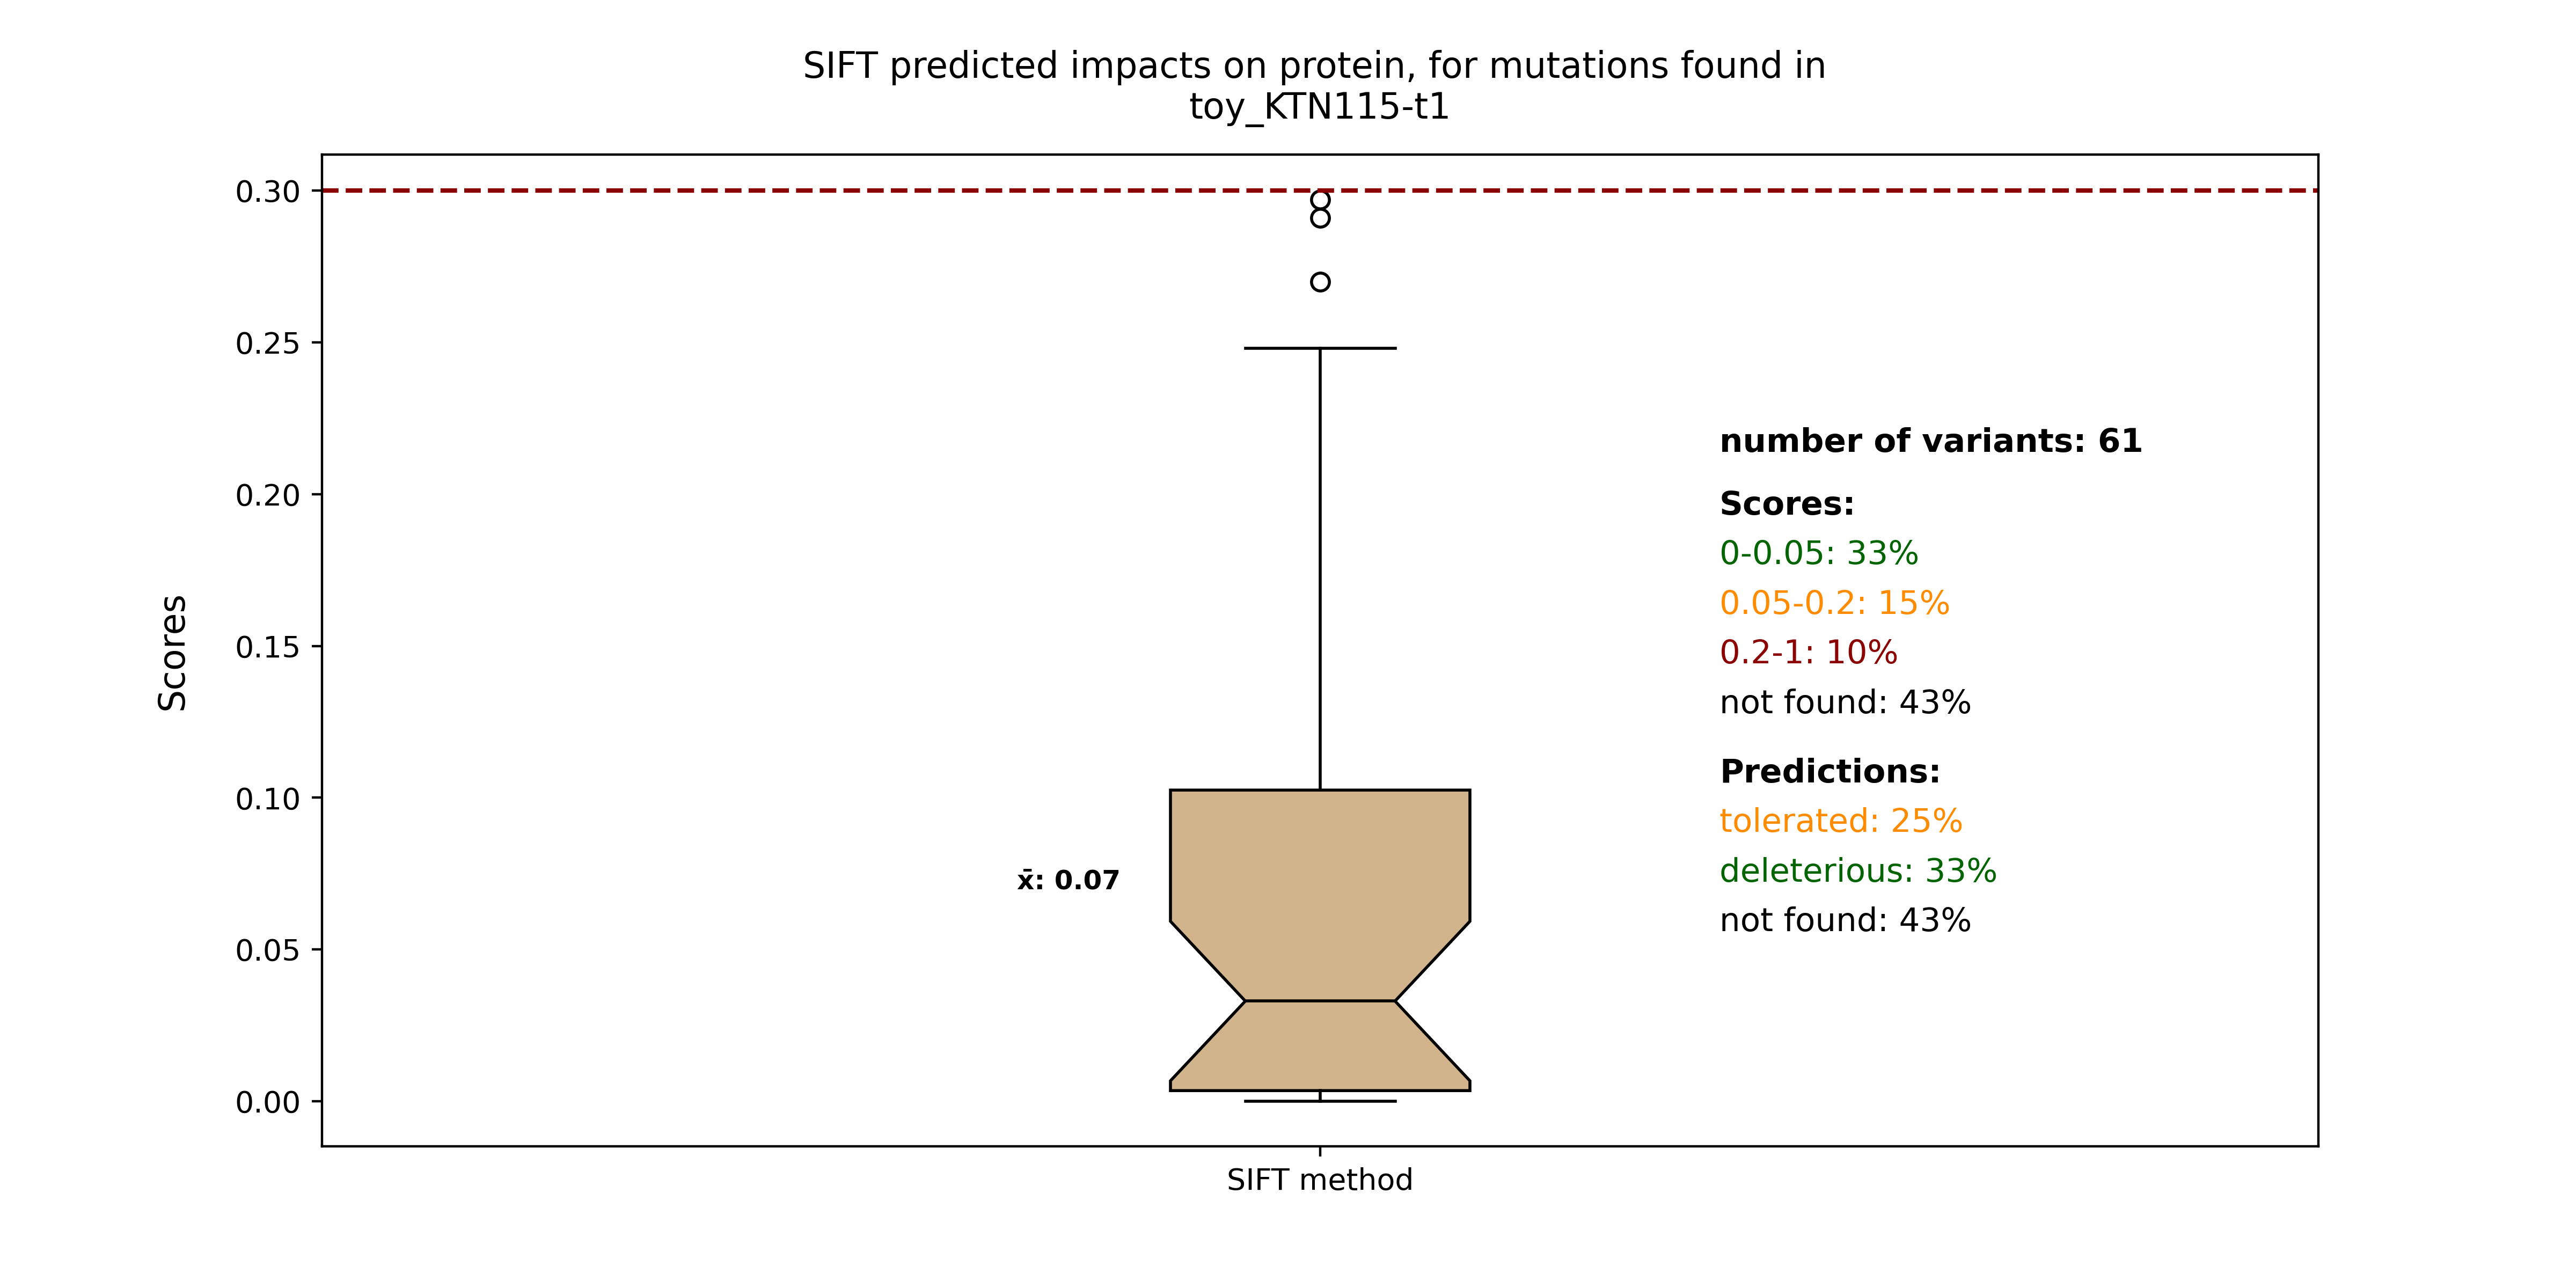 SIFT predicted impacts on protein, for mutations found in
toy_KTN115-t1
0.30
0.25
0.20
0.15
0.10
0.05
0.00
Scores
x̄: 0.07
number of variants: 61
Scores:
0-0.05: 33%
0.05-0.2: 15%
0.2-1: 10%
not found: 43%
Predictions:
tolerated: 25%
deleterious: 33%
not found: 43%
SIFT method